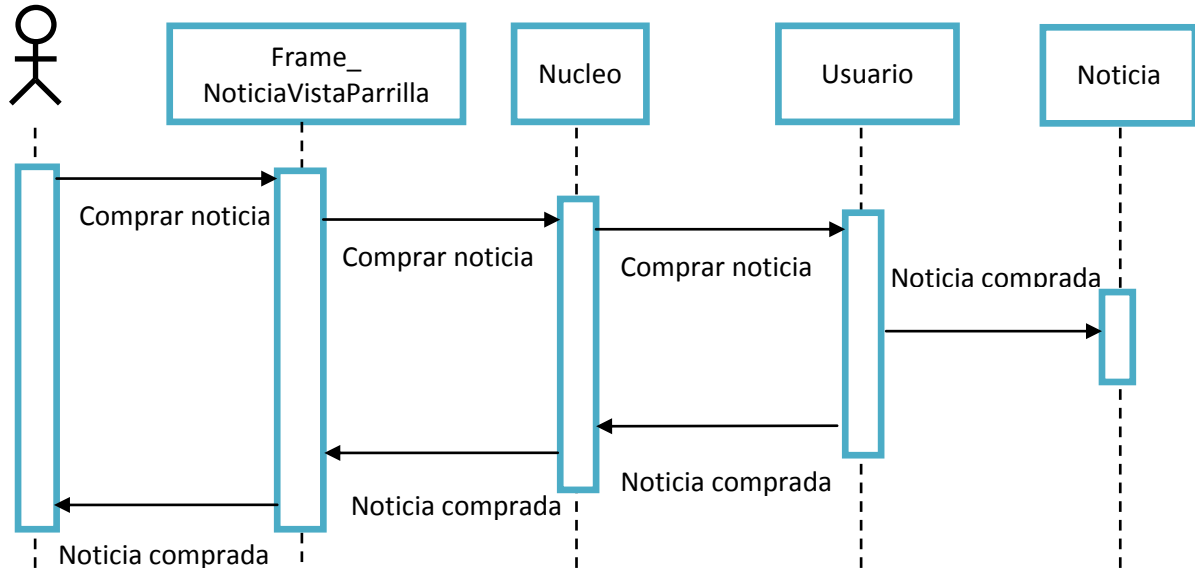 Frame_
NoticiaVistaParrilla
Nucleo
Usuario
Noticia
Comprar noticia
Comprar noticia
Comprar noticia
Noticia comprada
Noticia comprada
Noticia comprada
Noticia comprada